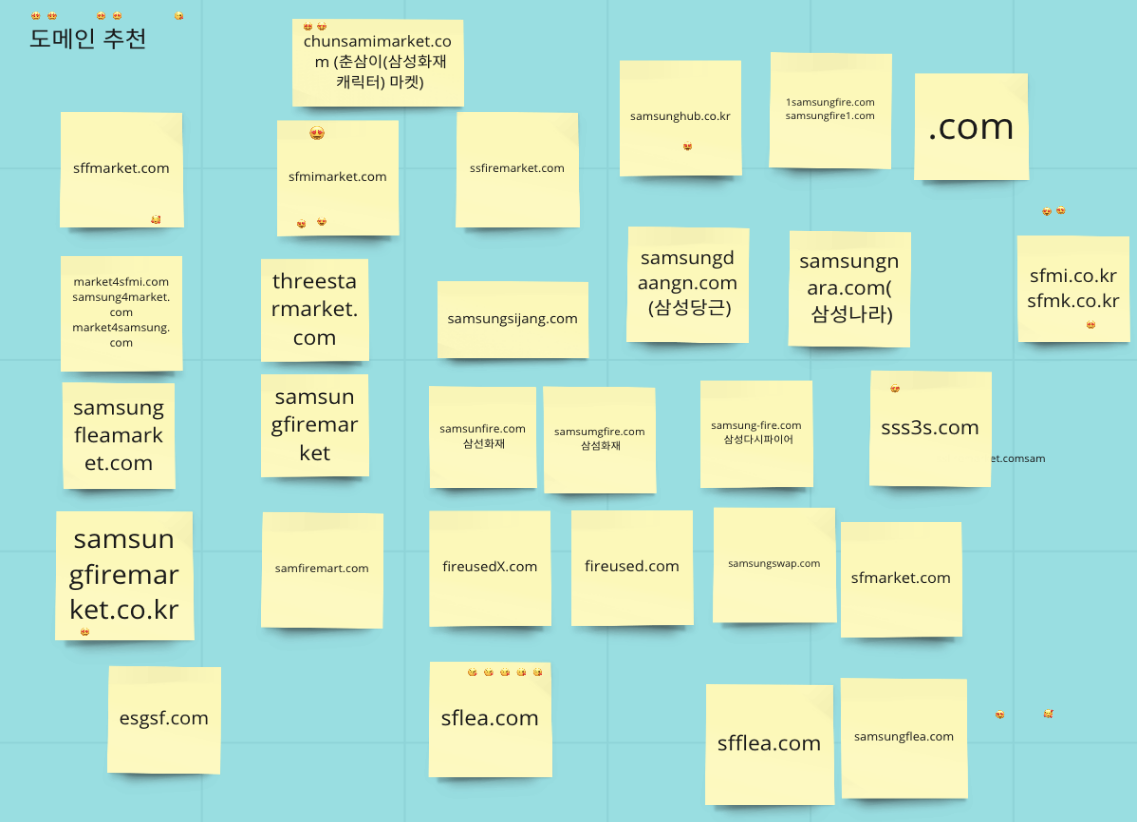 도메인 추천
chunsamimarket.co
m (춘삼이(삼성화재
캐릭터) 마켓)
samsunghub.co.kr
1samsungfire.com
samsungfire1.com
.com
sffmarket.com
sfmimarket.com
ssfiremarket.com
market4sfmi.com
samsung4market.
com
market4samsung.
com
threesta
rmarket.
com
samsungsijang.com
samsungd
aangn.com
(삼성당근)
samsungn
ara.com(
삼성나라)
sfmi.co.kr
sfmk.co.kr
samsung
fleamark
et.com
samsun
gfiremar
ket
samsunfire.com
삼선화재
samsumgfire.com
삼섬화재
samsung-fire.com
삼성다시파이어
sss3s.com
et.comsam
samsun
gfiremar
ket.co.kr
samfiremart.com
fireusedX.com
fireused.com
samsungswap.com
sfmarket.com
esgsf.com
sflea.com
sfflea.com
samsungflea.com